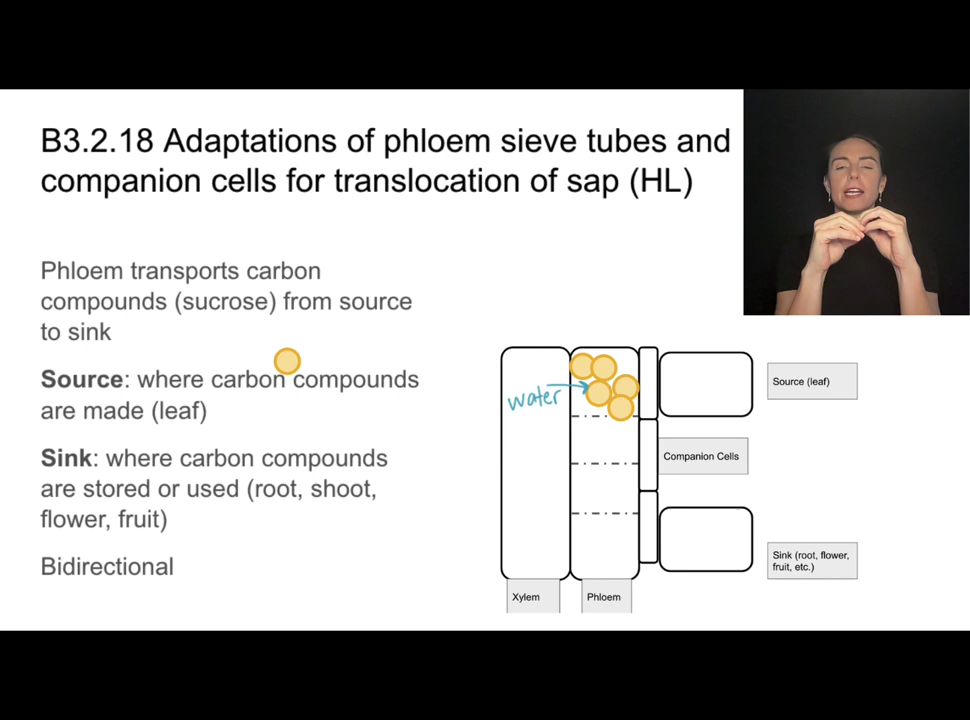 B3.2.18 Adaptations of phloem sieve tubes and
companion cells for translocation of sap (HL)
Phloem transports carbon
compounds (sucrose) from source
to sink
Source: where carbon compounds
are made (leaf)
Sink: where carbon compounds
are stored or used (root, shoot,
flower, fruit)
Bidirectional
water
Source (leaf)
Companion Cells
Sink (root, flower,
fruit, etc.)
Xylem
Phloem